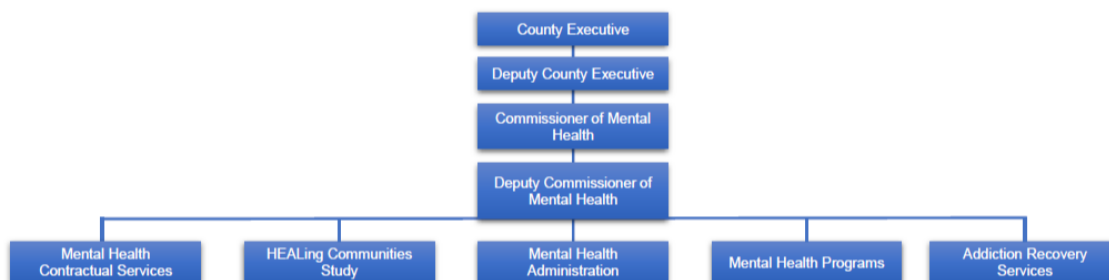 County Executive
Deputy County Executive
Commissioner of Mental
Health
Deputy Commissioner of
Mental Health
Mental Health
Contractual Services
HEALing Communities
Study
Mental Health
Administration
Mental Health Programs
Addiction Recovery
Services